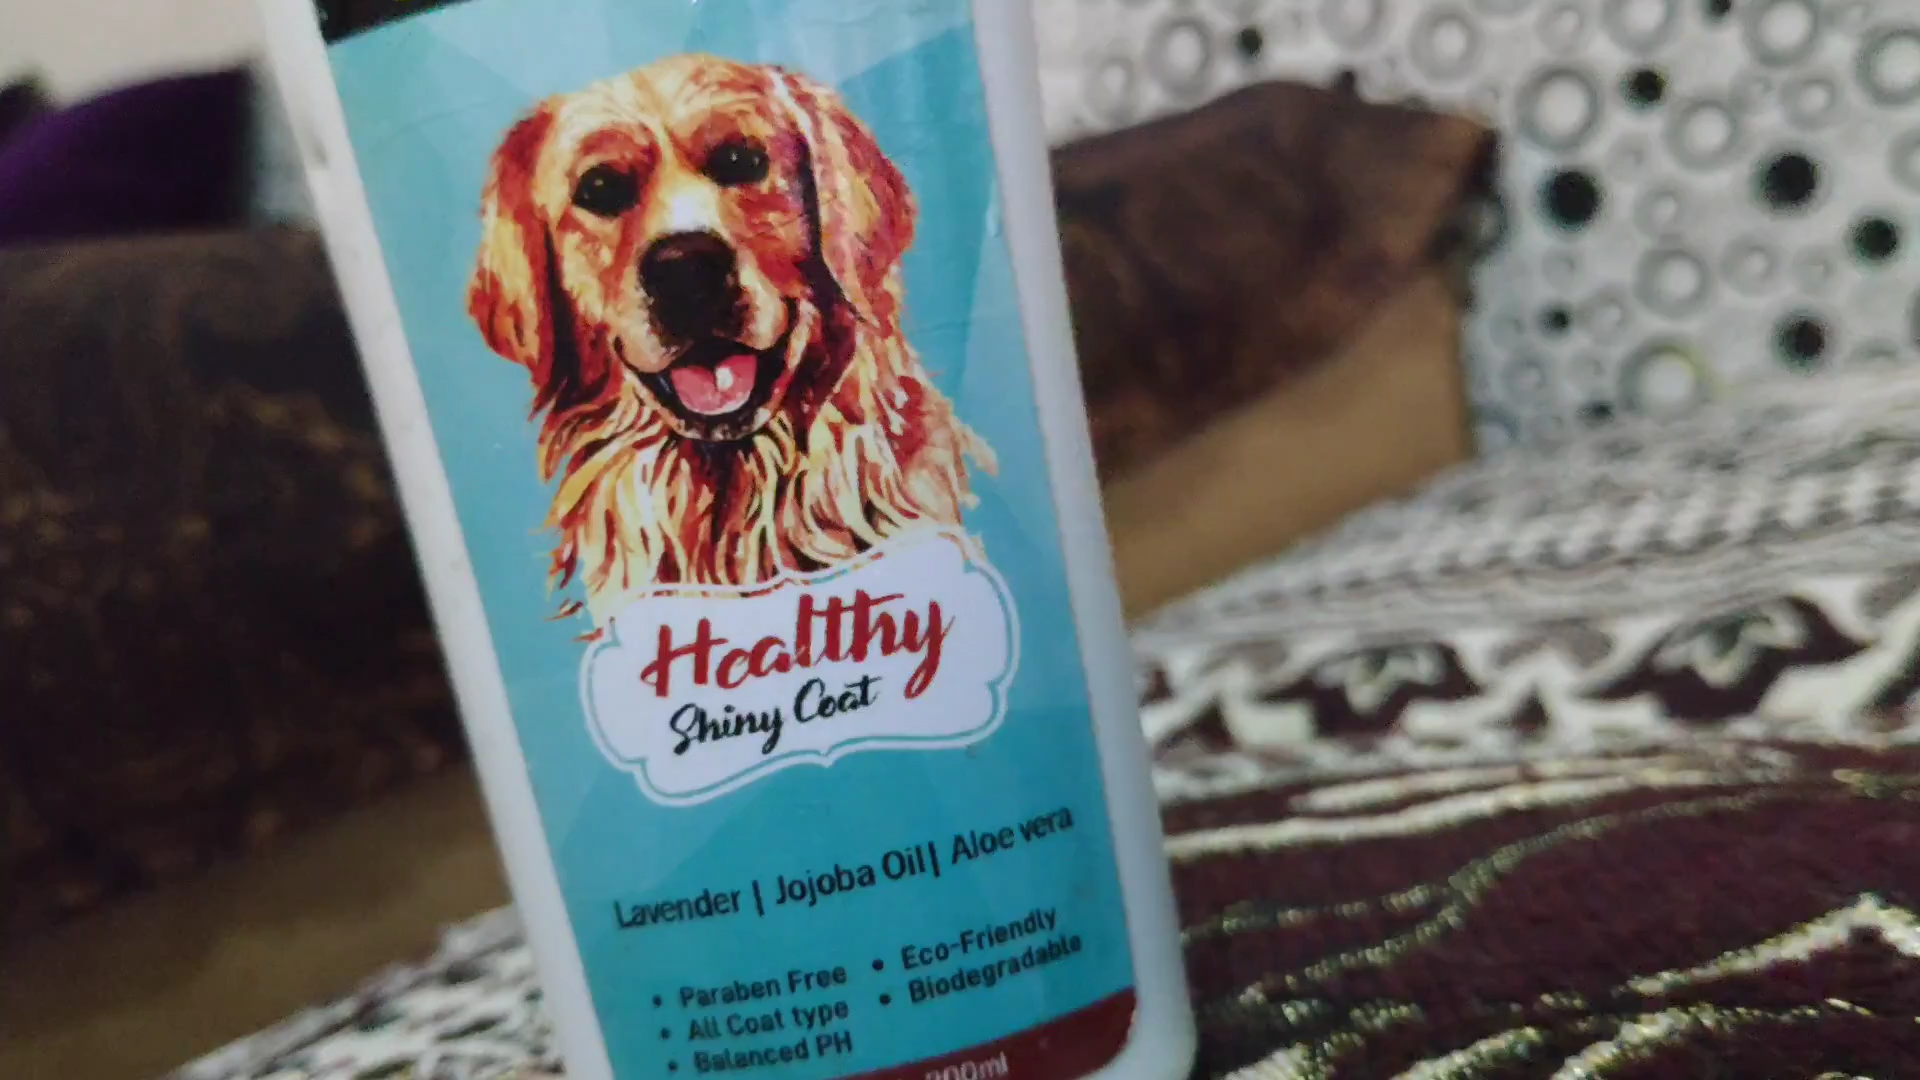 Healthy
Shiny Coat
Lavender | Jojoba Oil | Aloe vera
• Paraben Free
• All Coat type
• Balanced PH
• Eco-Friendly
• Biodegradable